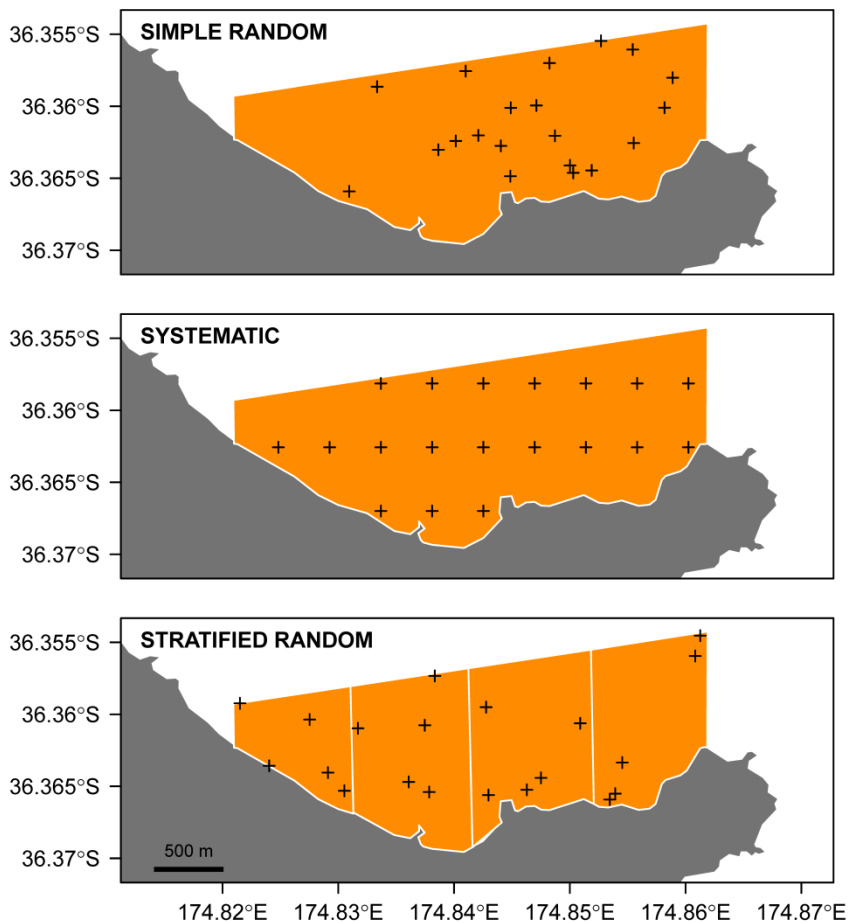 SIMPLE RANDOM
36.355°S
36.36°S
36.365°S
36.37°S
SYSTEMATIC
36.355°S
36.36°S
36.365°S
36.37°S
STRATIFIED RANDOM
36.355°S
36.36°S
36.365°S
36.37°S
500 m
174.82°E 174.83°E 174.84°E 174.85°E 174.86°E 174.87°E